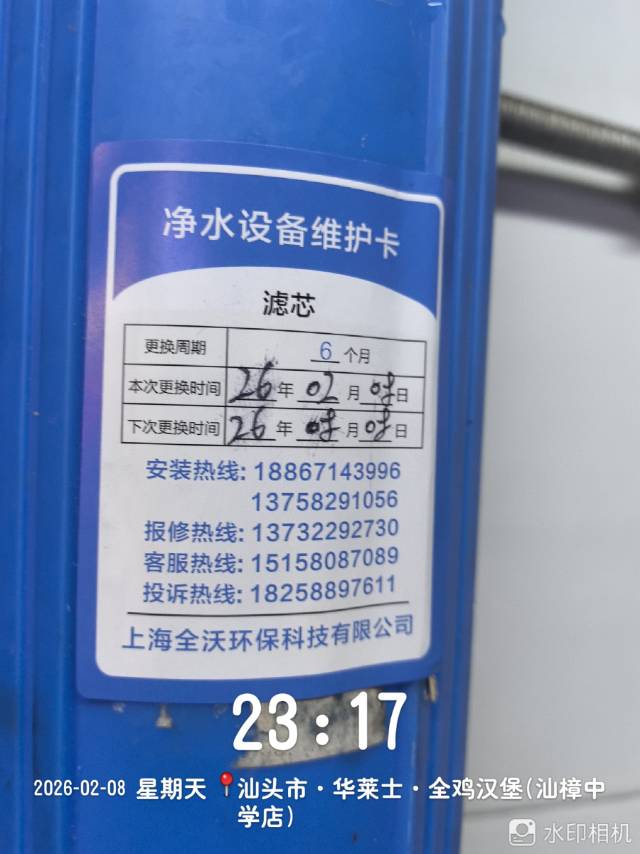 净水设备维护卡
滤芯
更换周期 6 个月
本次更换时间 26 年 02 月 08 日
下次更换时间 26 年 08 月 08 日
安装热线: 18867143996
13758291056
报修热线: 13732292730
客服热线: 15158087089
投诉热线: 18258897611
上海全沃环保科技有限公司
23:17
2026-02-08 星期天 汕头市·华莱士·全鸡汉堡(汕樟中
学店)
水印相机